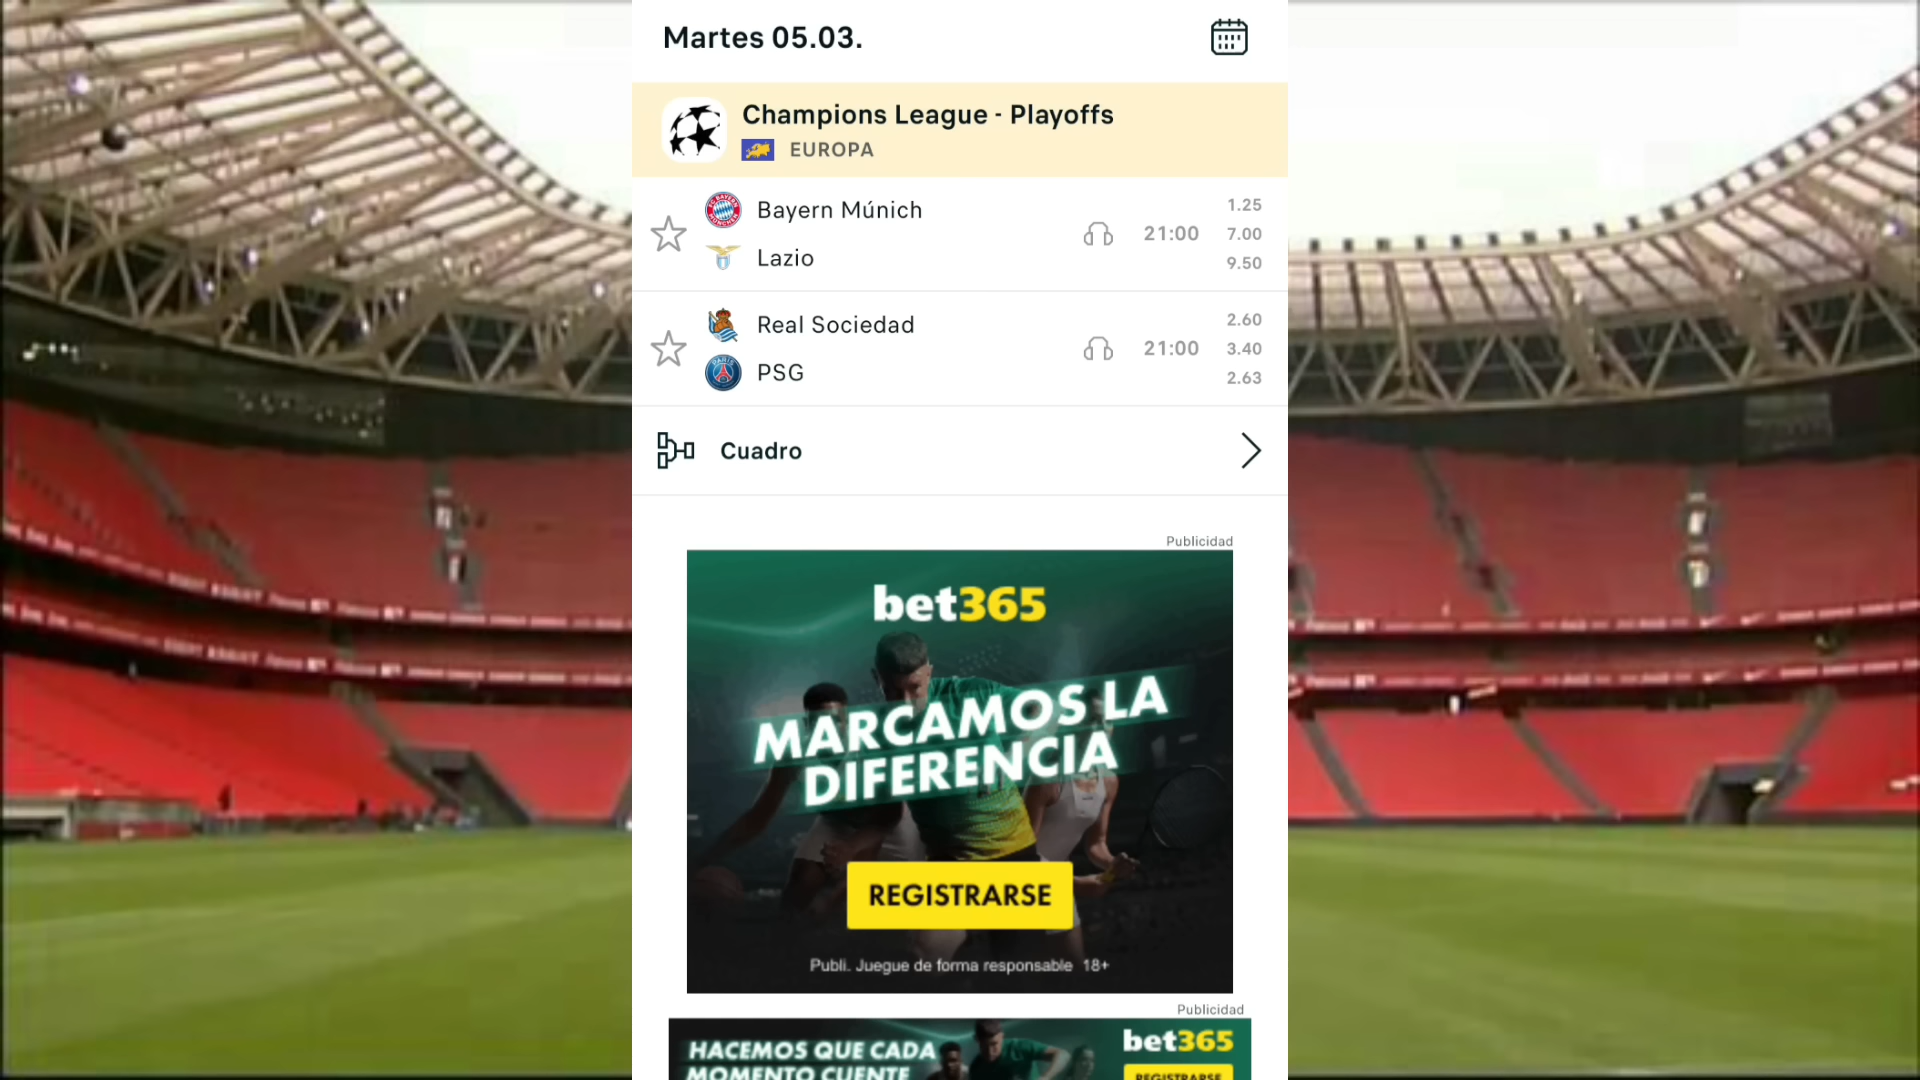 Martes 05.03.
Champions League - Playoffs
EUROPA
Bayern Múnich
Lazio
21:00
1.25
7.00
9.50
Real Sociedad
PSG
21:00
2.60
3.40
2.63
Cuadro
Publicidad
bet365
MARCAMOS LA
DIFERENCIA
REGISTRARSE
Publi. Juegue de forma responsable 18+
Publicidad
HACEMOS QUE CADA
MOMENTO CUENTE
bet365
REGISTRARSE